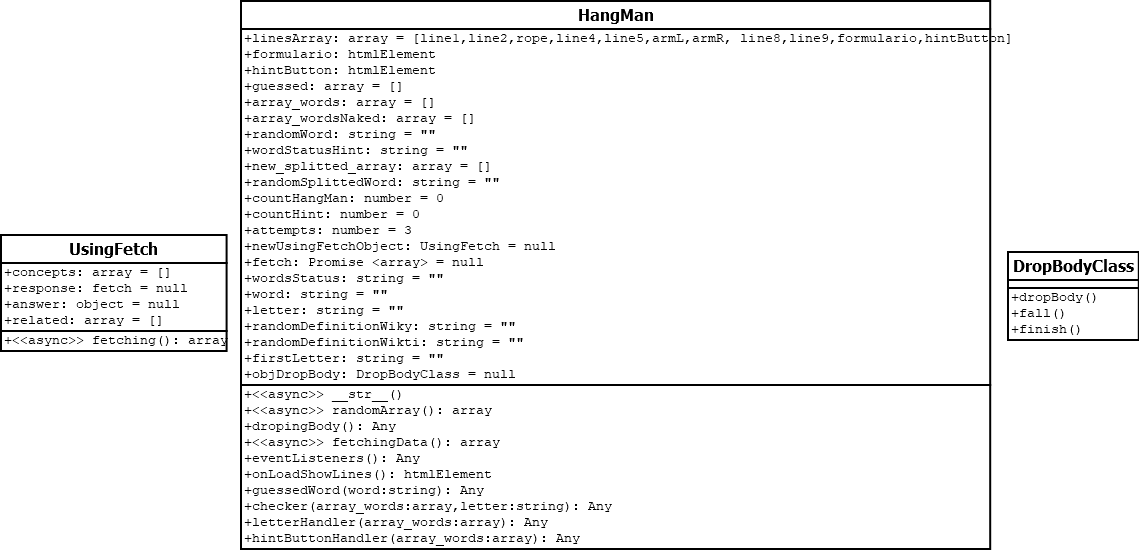 HangMan
+linesArray: array = [line1,line2,rope,line4,line5,armL,armR, line8,line9,formulario,hintButton]
+formulario: htmlElement
+hintButton: htmlElement
+guessed: array = []
+array_words: array = []
+array_wordsNaked: array = []
+randomWord: string = ""
+wordStatusHint: string = ""
+new_splitted_array: array = []
+randomSplittedWord: string = ""
+countHangMan: number = 0
+countHint: number = 0
+attempts: number = 3
+newUsingFetchObject: UsingFetch = null
+fetch: Promise <array> = null
+wordsStatus: string = ""
+word: string = ""
+letter: string = ""
+randomDefinitionWiky: string = ""
+randomDefinitionWikti: string = ""
+firstLetter: string = ""
+objDropBody: DropBodyClass = null
+<<async>> __str__()
+<<async>> randomArray(): array
+dropingBody(): Any
+<<async>> fetchingData(): array
+eventListeners(): Any
+onLoadShowLines(): htmlElement
+guessedWord(word:string): Any
+checker(array_words:array,letter:string): Any
+letterHandler(array_words:array): Any
+hintButtonHandler(array_words:array): Any
UsingFetch
+concepts: array = []
+response: fetch = null
+answer: object = null
+related: array = []
+<<async>> fetching(): array
DropBodyClass
+dropBody()
+fall()
+finish()